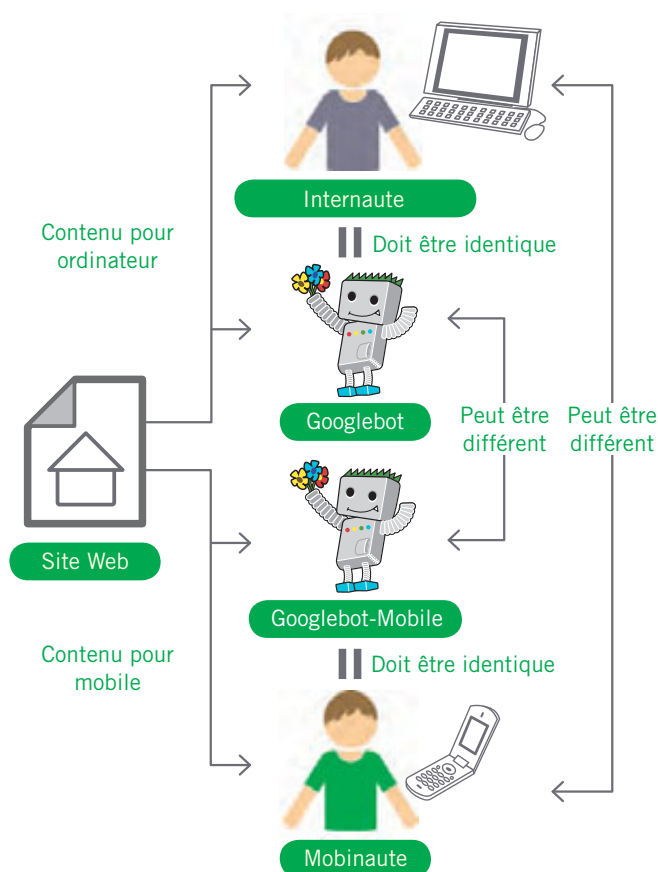 Internaute
Contenu pour
ordinateur
Doit être identique
Googlebot
Peut être
différent
Peut être
différent
Site Web
Googlebot-Mobile
Contenu pour
mobile
Doit être identique
Mobinaute